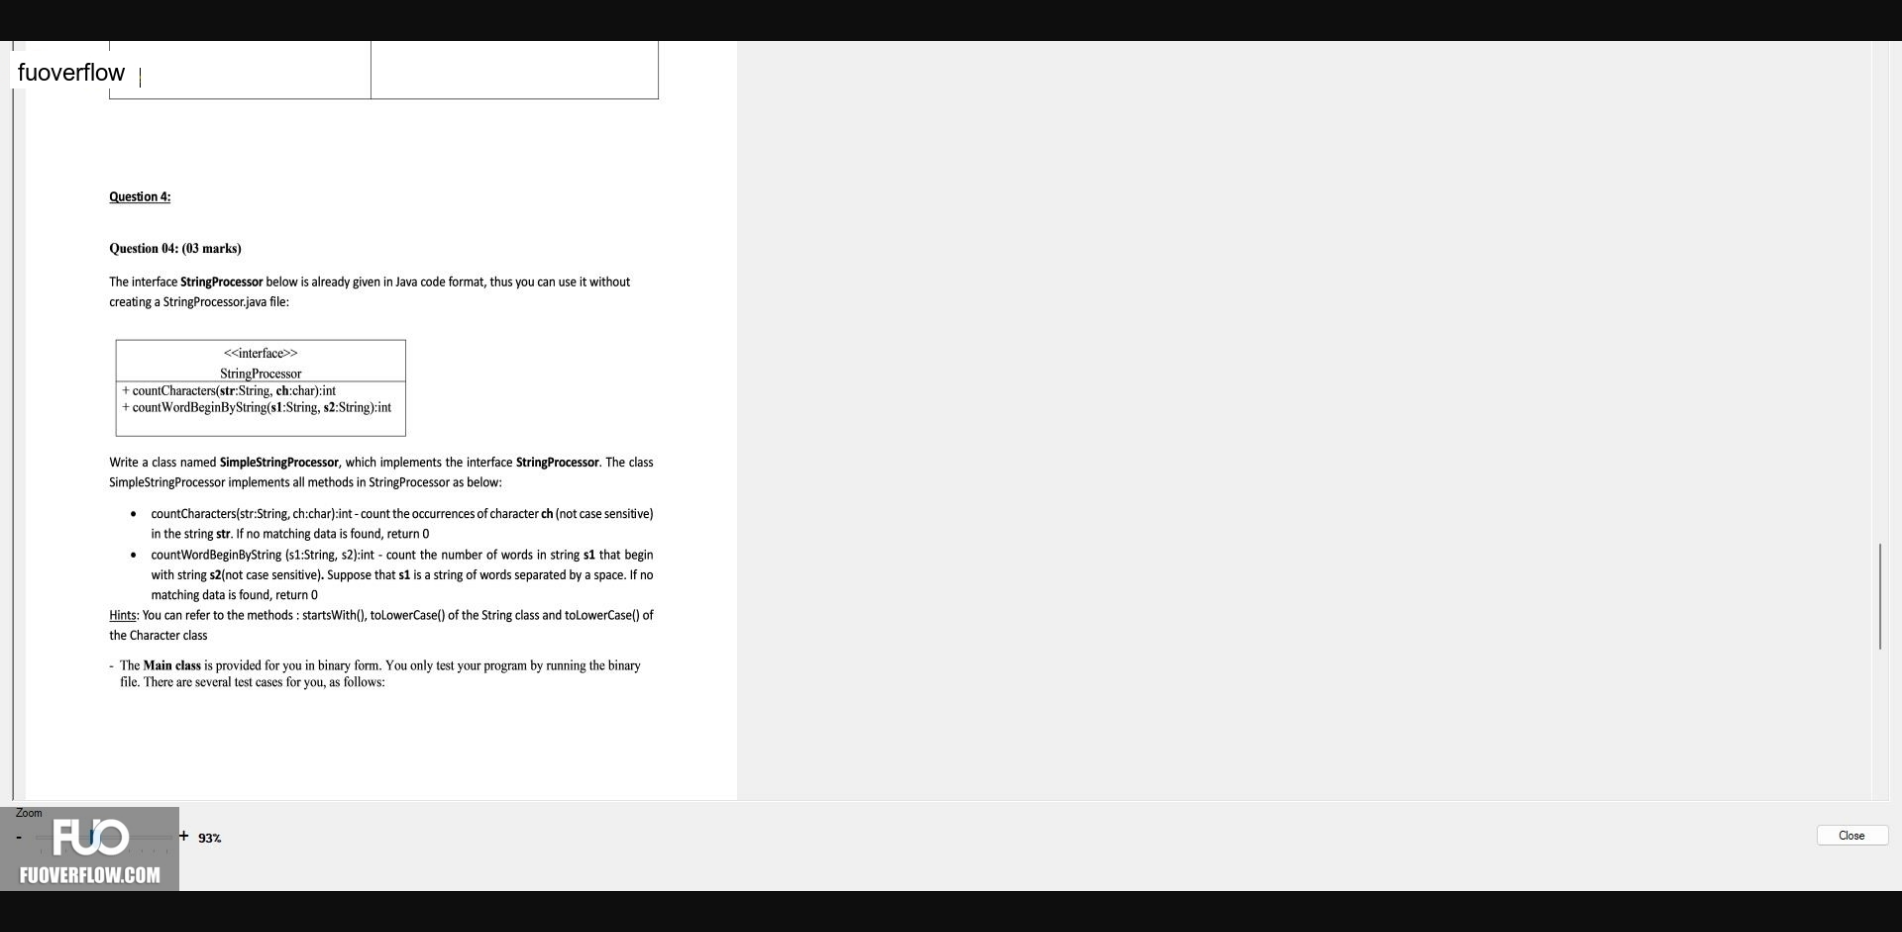 fuoverflow
Question 4:
Question 04: (03 marks)
The interface StringProcessor below is already given in Java code format, thus you can use it without
creating a StringProcessor.java file:
<<interface>>
StringProcessor
+ countCharacters(str:String, ch:char):int
+ countWordBeginByString(s1:String, s2:String):int
Write a class named SimpleStringProcessor, which implements the interface StringProcessor. The class
SimpleStringProcessor implements all methods in StringProcessor as below:
• countCharacters(str:String, ch:char):int - count the occurrences of character ch (not case sensitive)
in the string str. If no matching data is found, return 0
• countWordBeginByString (s1:String, s2):int - count the number of words in string s1 that begin
with string s2(not case sensitive). Suppose that s1 is a string of words separated by a space. If no
matching data is found, return 0
Hints: You can refer to the methods : startsWith(), toLowerCase() of the String class and toLowerCase() of
the Character class
- The Main class is provided for you in binary form. You only test your program by running the binary
file. There are several test cases for you, as follows:
Zoom
- + 93%
Close
FUO
FUOVERFLOW.COM